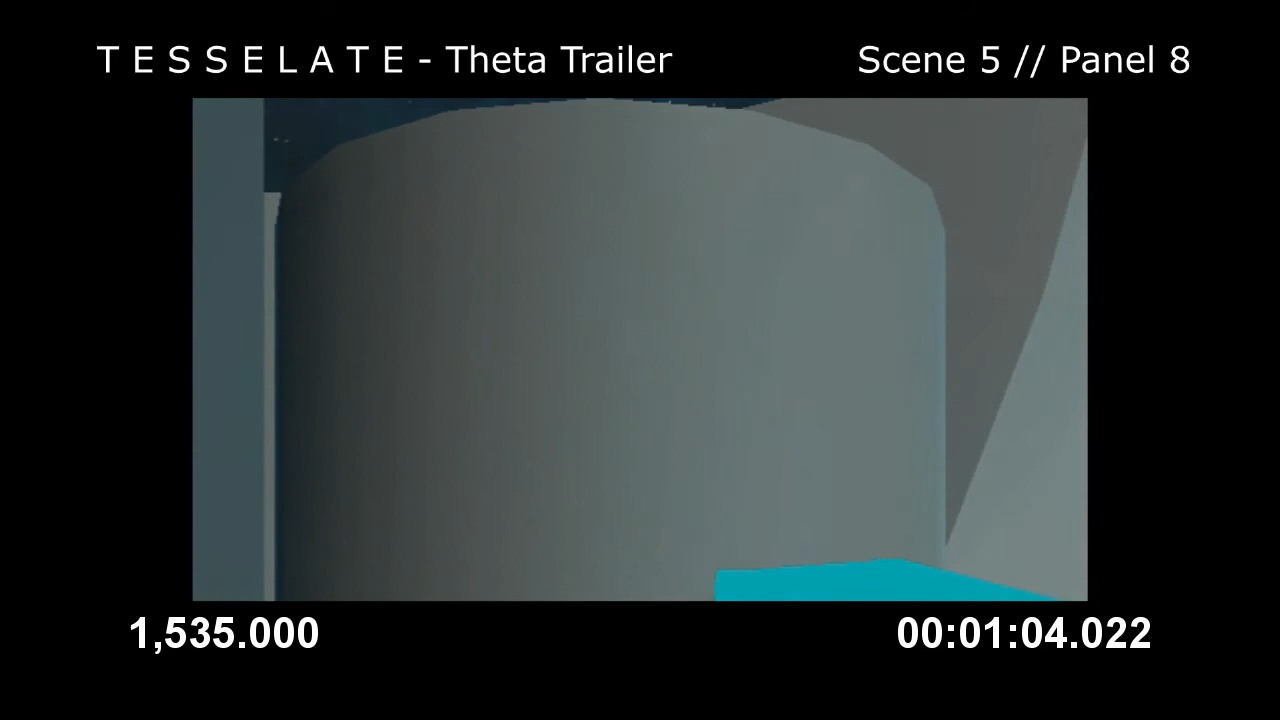 T E S S E L A T E - Theta Trailer
Scene 5 // Panel 8
1,535.000
00:01:04.022